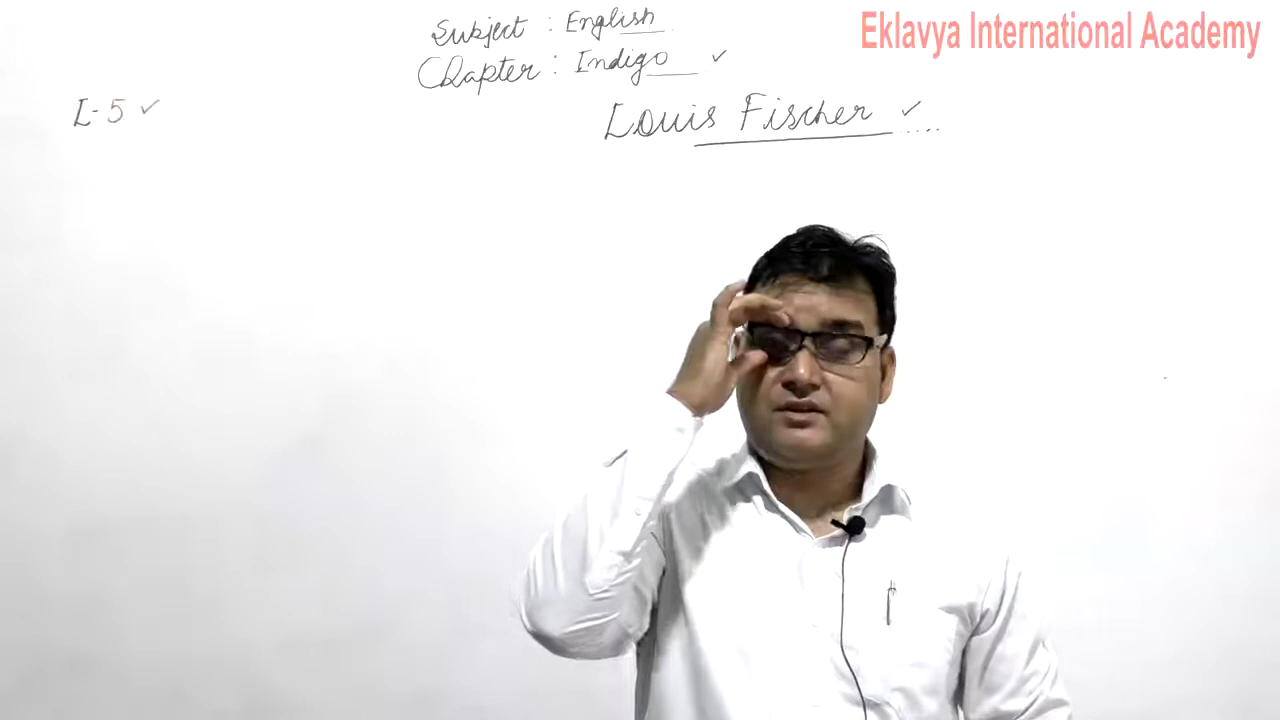 Subject : English
Eklavya International Academy
Chapter : Indigo ✓
L-5 ✓
Louis Fischer ✓ ....